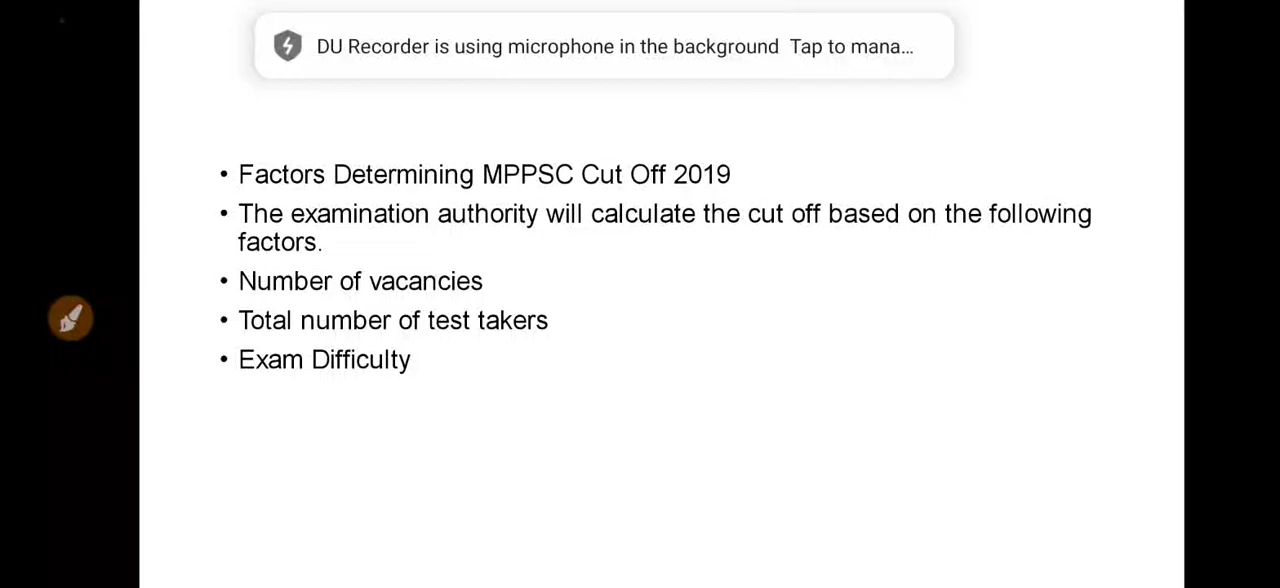 DU Recorder is using microphone in the background Tap to mana...
• Factors Determining MPPSC Cut Off 2019
• The examination authority will calculate the cut off based on the following
factors.
• Number of vacancies
• Total number of test takers
• Exam Difficulty